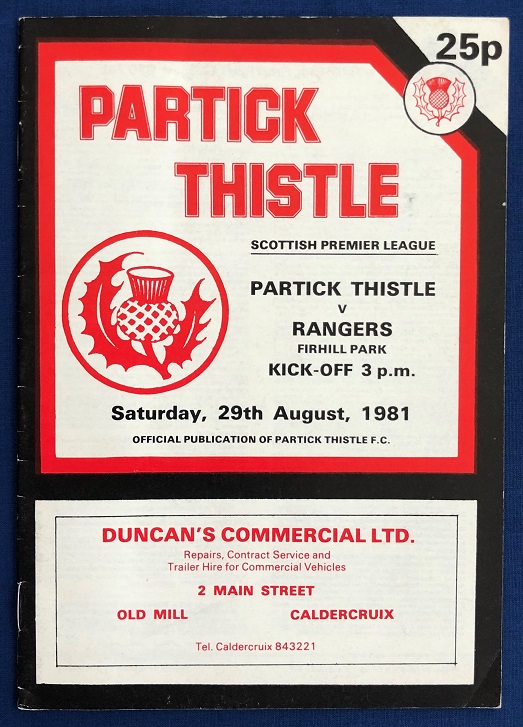 25p
PARTICK
THISTLE
SCOTTISH PREMIER LEAGUE
PARTICK THISTLE
v
RANGERS
FIRHILL PARK
KICK-OFF 3 p.m.
Saturday, 29th August, 1981
OFFICIAL PUBLICATION OF PARTICK THISTLE F.C.
DUNCAN'S COMMERCIAL LTD.
Repairs, Contract Service and
Trailer Hire for Commercial Vehicles
2 MAIN STREET
OLD MILL CALDERCRUIX
Tel. Caldercruix 843221